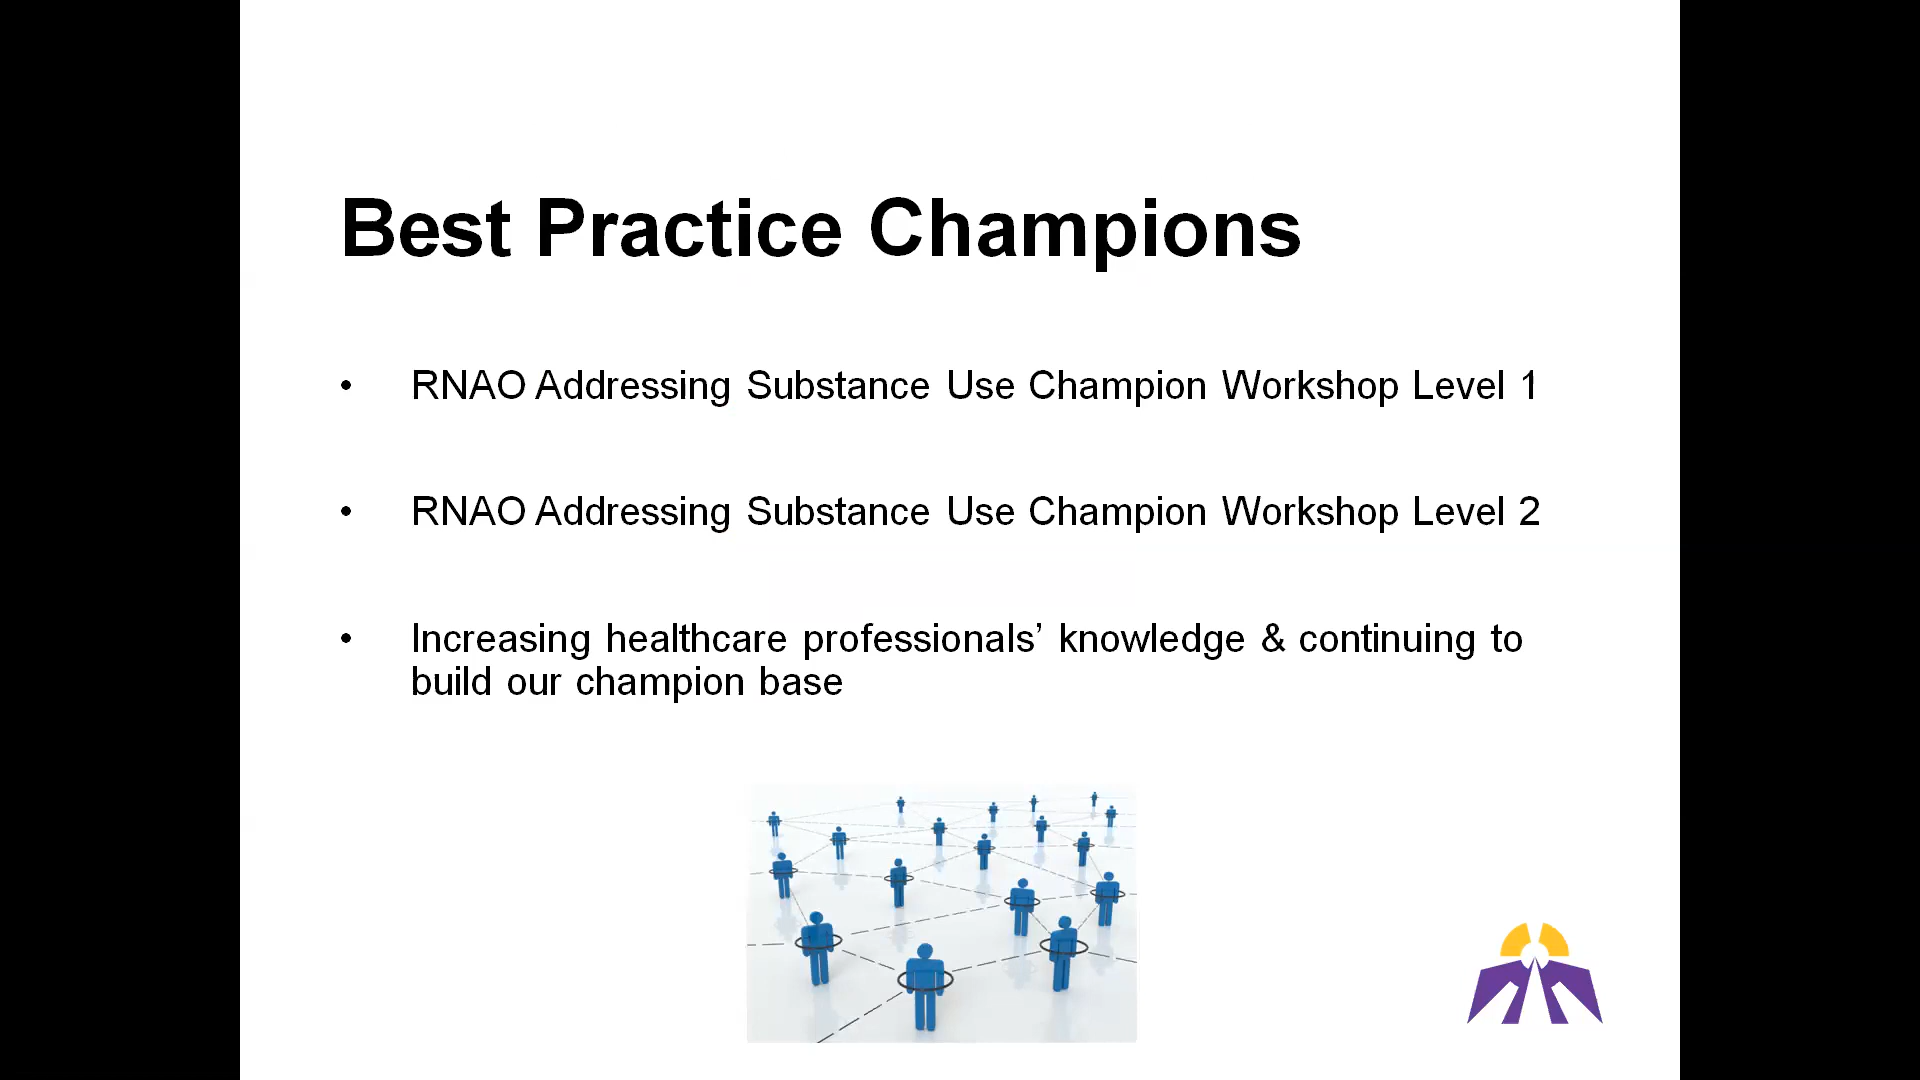 Best Practice Champions
• RNAO Addressing Substance Use Champion Workshop Level 1
• RNAO Addressing Substance Use Champion Workshop Level 2
• Increasing healthcare professionals’ knowledge & continuing to
build our champion base